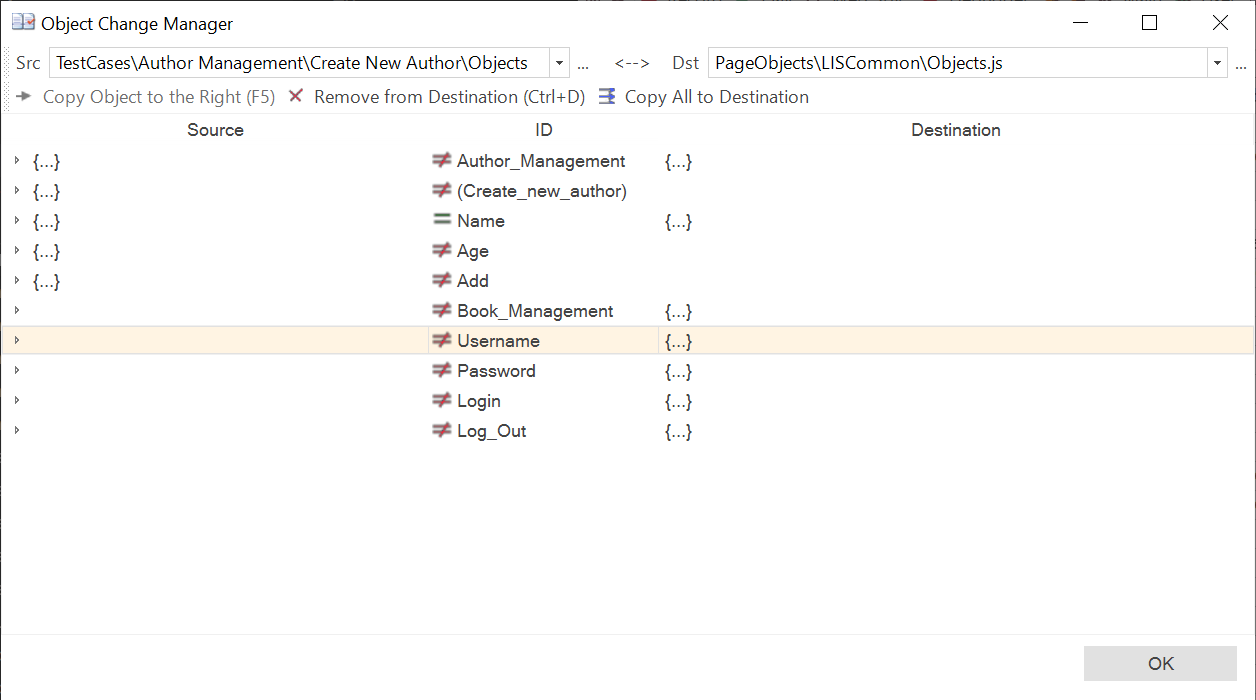 Object Change Manager
Src TestCases\Author Management\Create New Author\Objects ... <--> Dst PageObjects\LISCommon\Objects.js ...
Copy Object to the Right (F5) Remove from Destination (Ctrl+D) Copy All to Destination
Source ID Destination
{...} Author_Management {...}
{...} (Create_new_author)
{...} Name {...}
{...} Age
{...} Add
Book_Management {...}
Username {...}
Password {...}
Login {...}
Log_Out {...}
OK